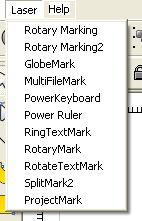 Laser Help
Rotary Marking
Rotary Marking2
GlobeMark
MultiFileMark
PowerKeyboard
Power Ruler
RingTextMark
RotaryMark
RotateTextMark
SplitMark2
ProjectMark